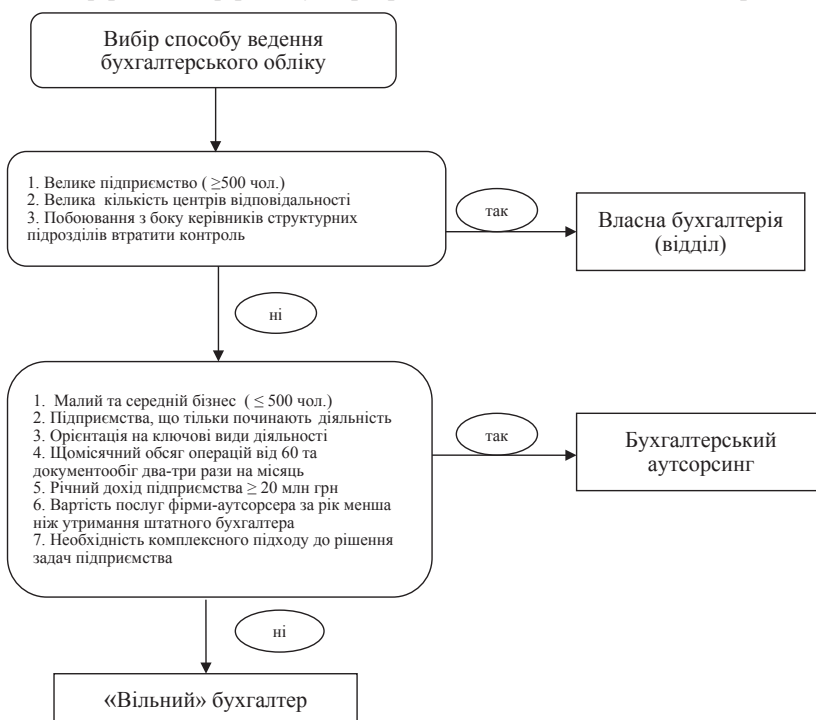 Вибір способу ведення
бухгалтерського обліку
1. Велике підприємство ( ≥500 чол.)
2. Велика кількість центрів відповідальності
3. Побоювання з боку керівників структурних
підрозділів втратити контроль
так
Власна бухгалтерія
(відділ)
ні
1. Малий та середній бізнес ( ≤ 500 чол.)
2. Підприємства, що тільки починають діяльність
3. Орієнтація на ключові види діяльності
4. Щомісячний обсяг операцій від 60 та
документообіг два-три рази на місяць
5. Річний дохід підприємства ≥ 20 млн грн
6. Вартість послуг фірми-аутсорсера за рік менша
ніж утримання штатного бухгалтера
7. Необхідність комплексного підходу до рішення
задач підприємства
так
Бухгалтерський
аутсорсинг
ні
«Вільний» бухгалтер